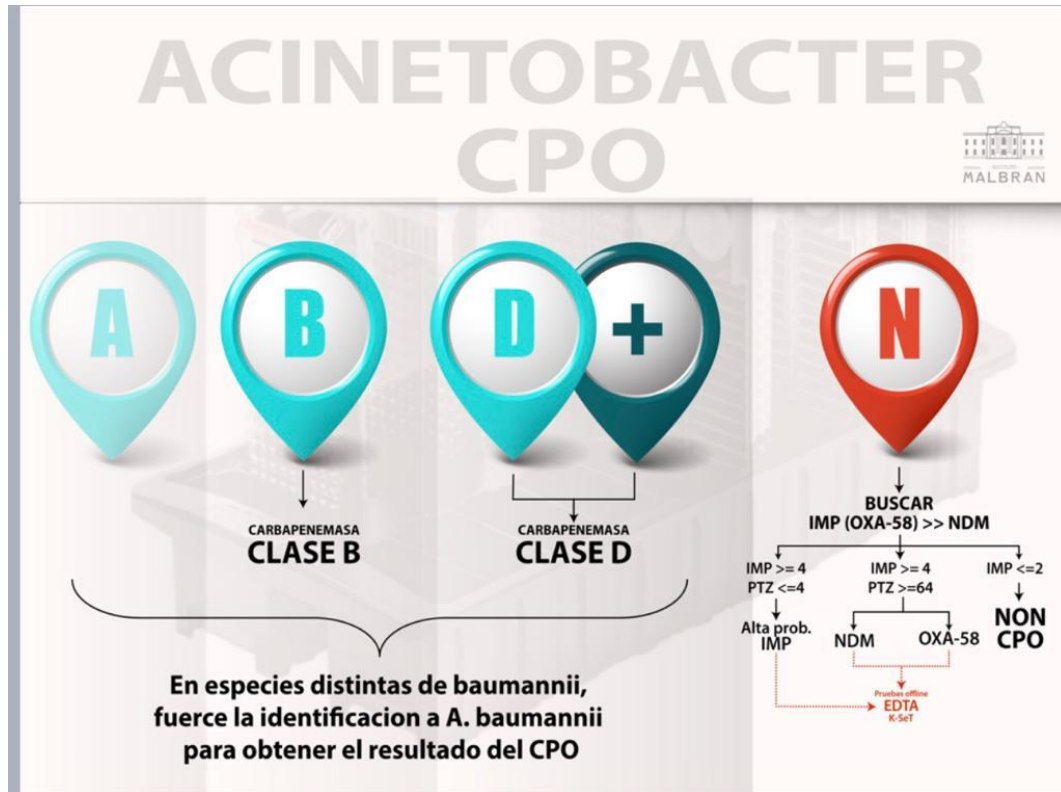 ACINETOBACTER
CPO
MALBRAN
A
B
D
+
N
CARBAPENEMASA
CLASE B
CARBAPENEMASA
CLASE D
En especies distintas de baumannii,
fuerce la identificacion a A. baumannii
para obtener el resultado del CPO
BUSCAR
IMP (OXA-58) >> NDM
IMP >= 4
PTZ <=4
Alta prob.
IMP
IMP >= 4
PTZ >=64
NDM
OXA-58
IMP <=2
NON
CPO
Pruebas offline
EDTA
K-SeT